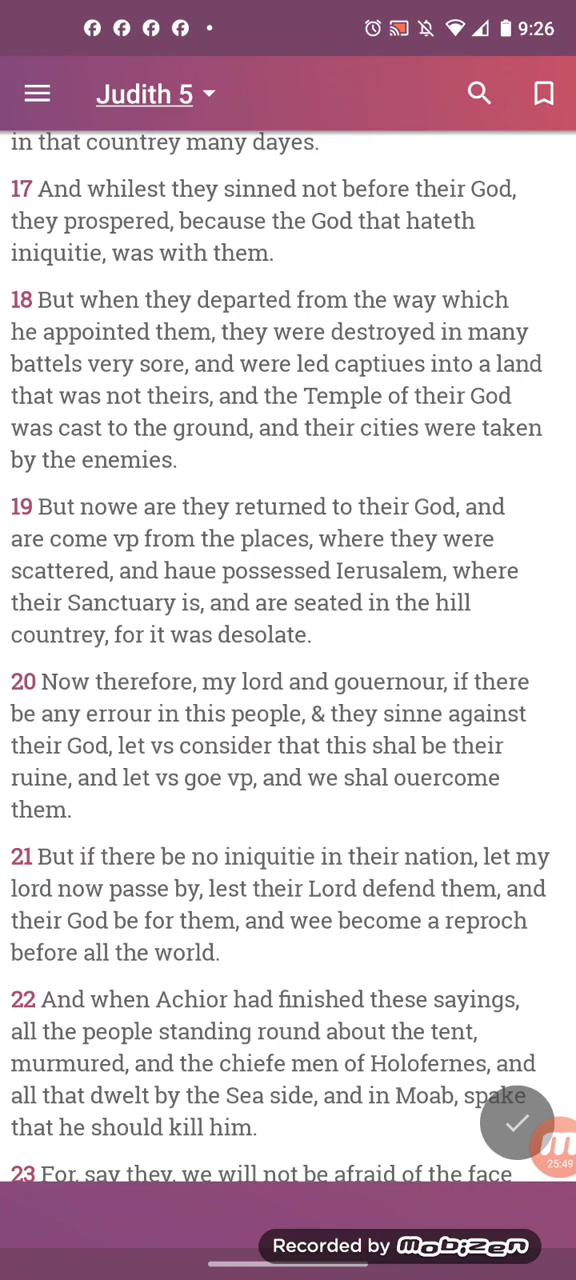 9:26
Judith 5
in that countrey many dayes.
17 And whilest they sinned not before their God,
they prospered, because the God that hateth
iniquitie, was with them.
18 But when they departed from the way which
he appointed them, they were destroyed in many
battels very sore, and were led captiues into a land
that was not theirs, and the Temple of their God
was cast to the ground, and their cities were taken
by the enemies.
19 But nowe are they returned to their God, and
are come vp from the places, where they were
scattered, and haue possessed Ierusalem, where
their Sanctuary is, and are seated in the hill
countrey, for it was desolate.
20 Now therefore, my lord and gouernour, if there
be any errour in this people, & they sinne against
their God, let vs consider that this shal be their
ruine, and let vs goe vp, and we shal ouercome
them.
21 But if there be no iniquitie in their nation, let my
lord now passe by, lest their Lord defend them, and
their God be for them, and wee become a reproch
before all the world.
22 And when Achior had finished these sayings,
all the people standing round about the tent,
murmured, and the chiefe men of Holofernes, and
all that dwelt by the Sea side, and in Moab, spake
that he should kill him.
25:49
23 For, say they, we will not be afraid of the face
Recorded by mobizen